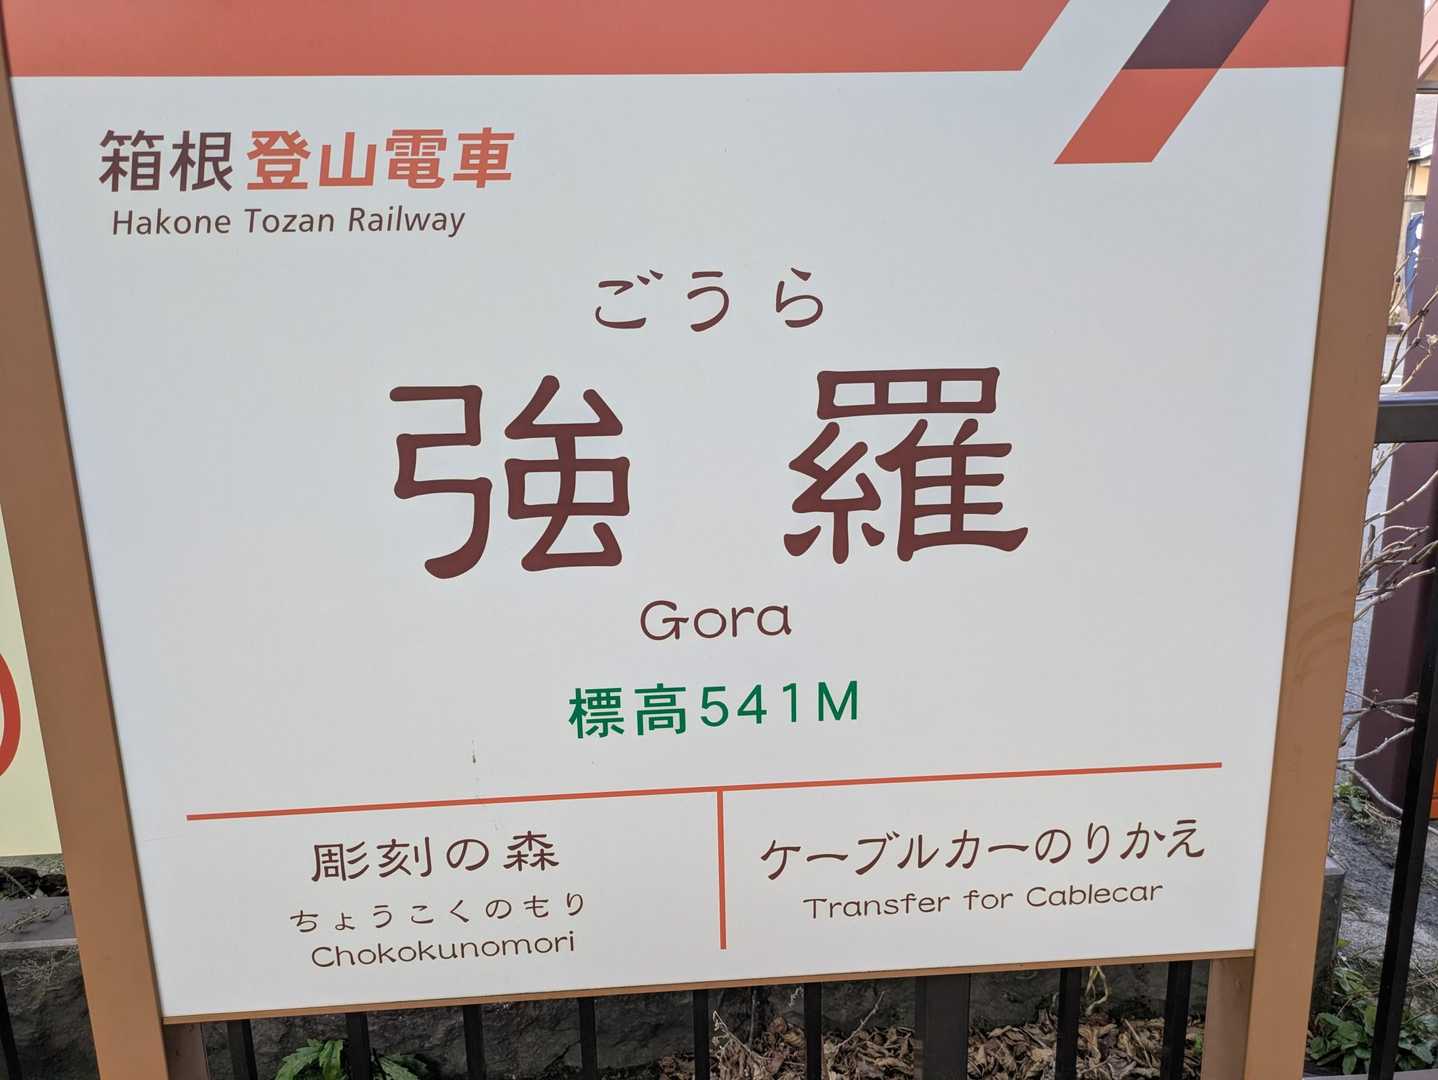 箱根登山電車
Hakone Tozan Railway
ごうら
強羅
Gora
標高541M
彫刻の森
ちょうこくのもり
Chokokunomori
ケーブルカーのりかえ
Transfer for Cablecar